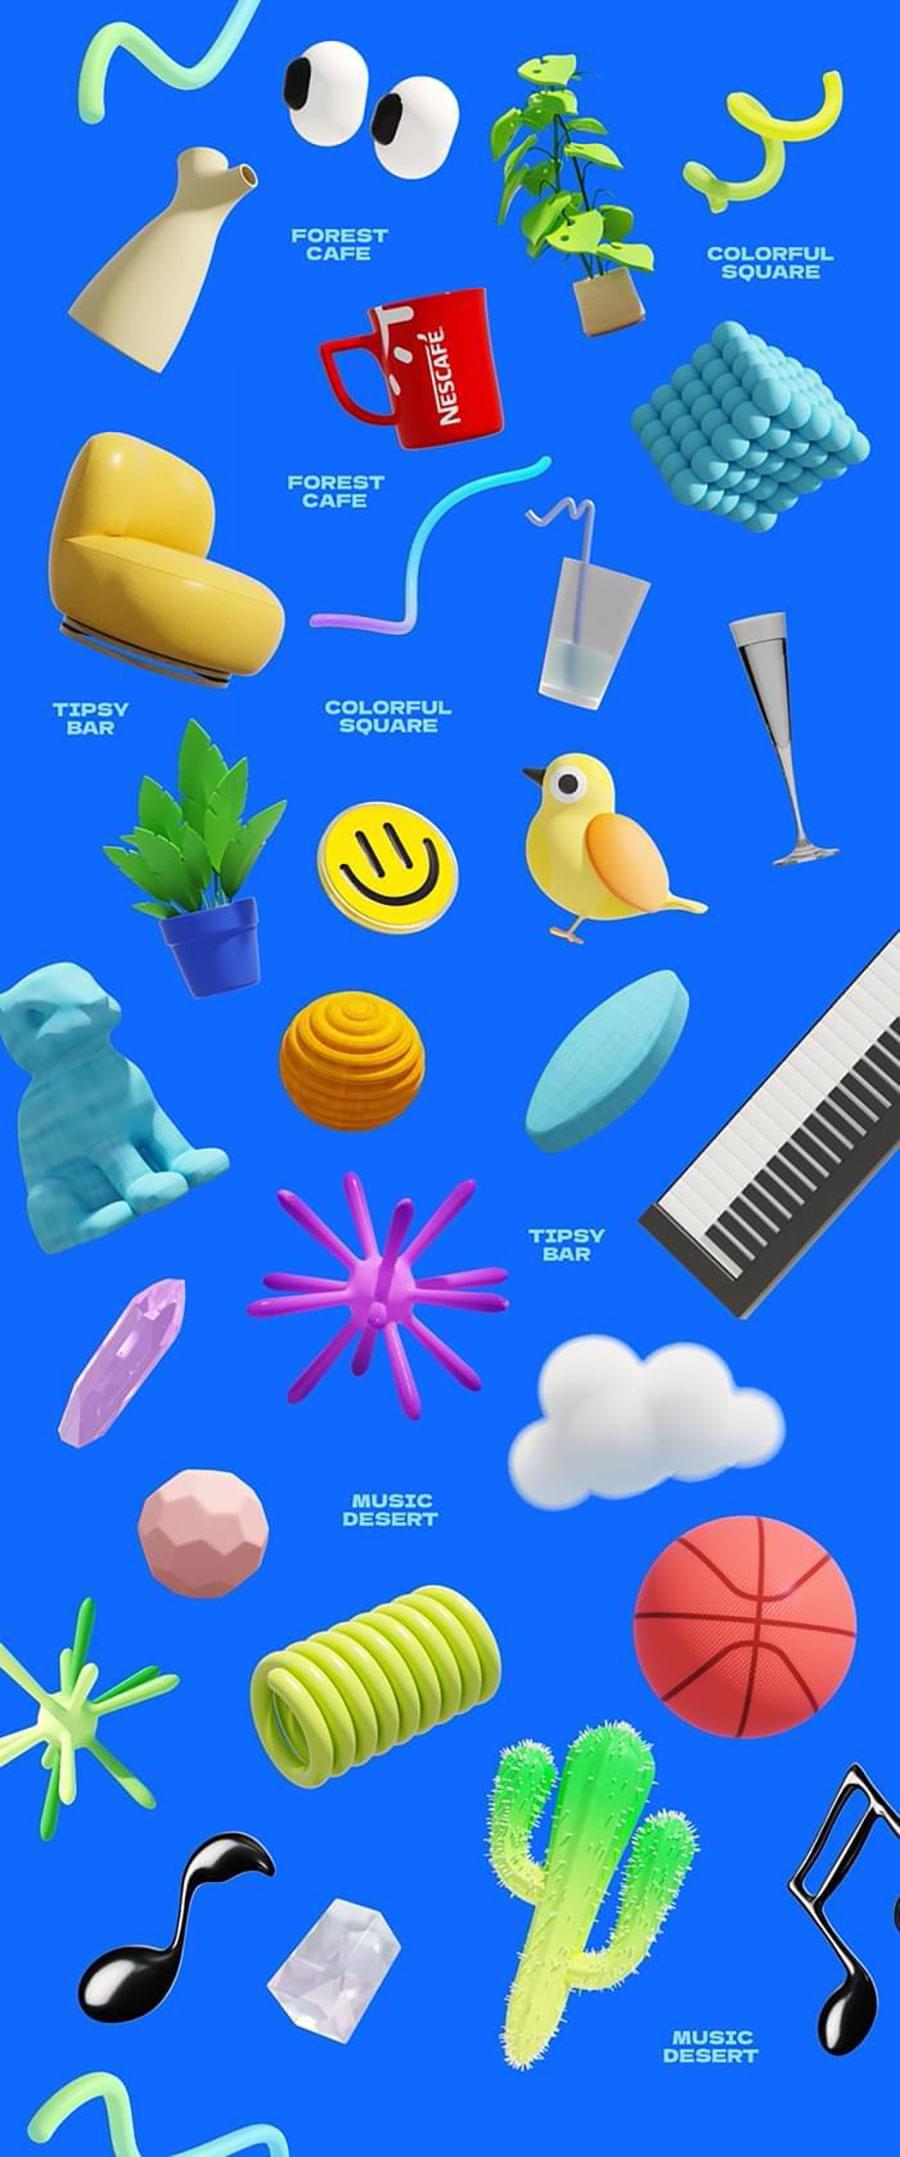 FOREST
CAFE
COLORFUL
SQUARE
NESCAFÉ
FOREST
CAFE
TIPSY
BAR
COLORFUL
SQUARE
TIPSY
BAR
MUSIC
DESERT
MUSIC
DESERT